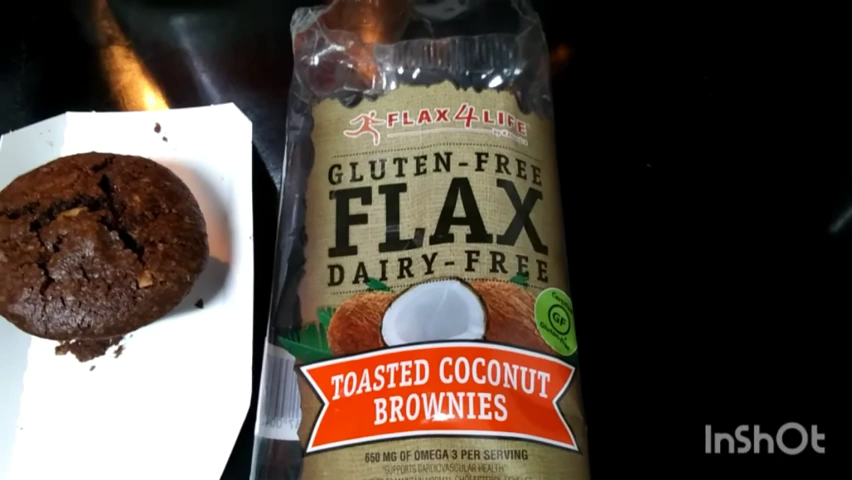 FLAX4LIFE
GLUTEN-FREE
FLAX
DAIRY-FREE
GF
TOASTED COCONUT
BROWNIES
650 MG OF OMEGA 3 PER SERVING
"SUPPORTS CARDIOVASCULAR HEALTH"
InShOt